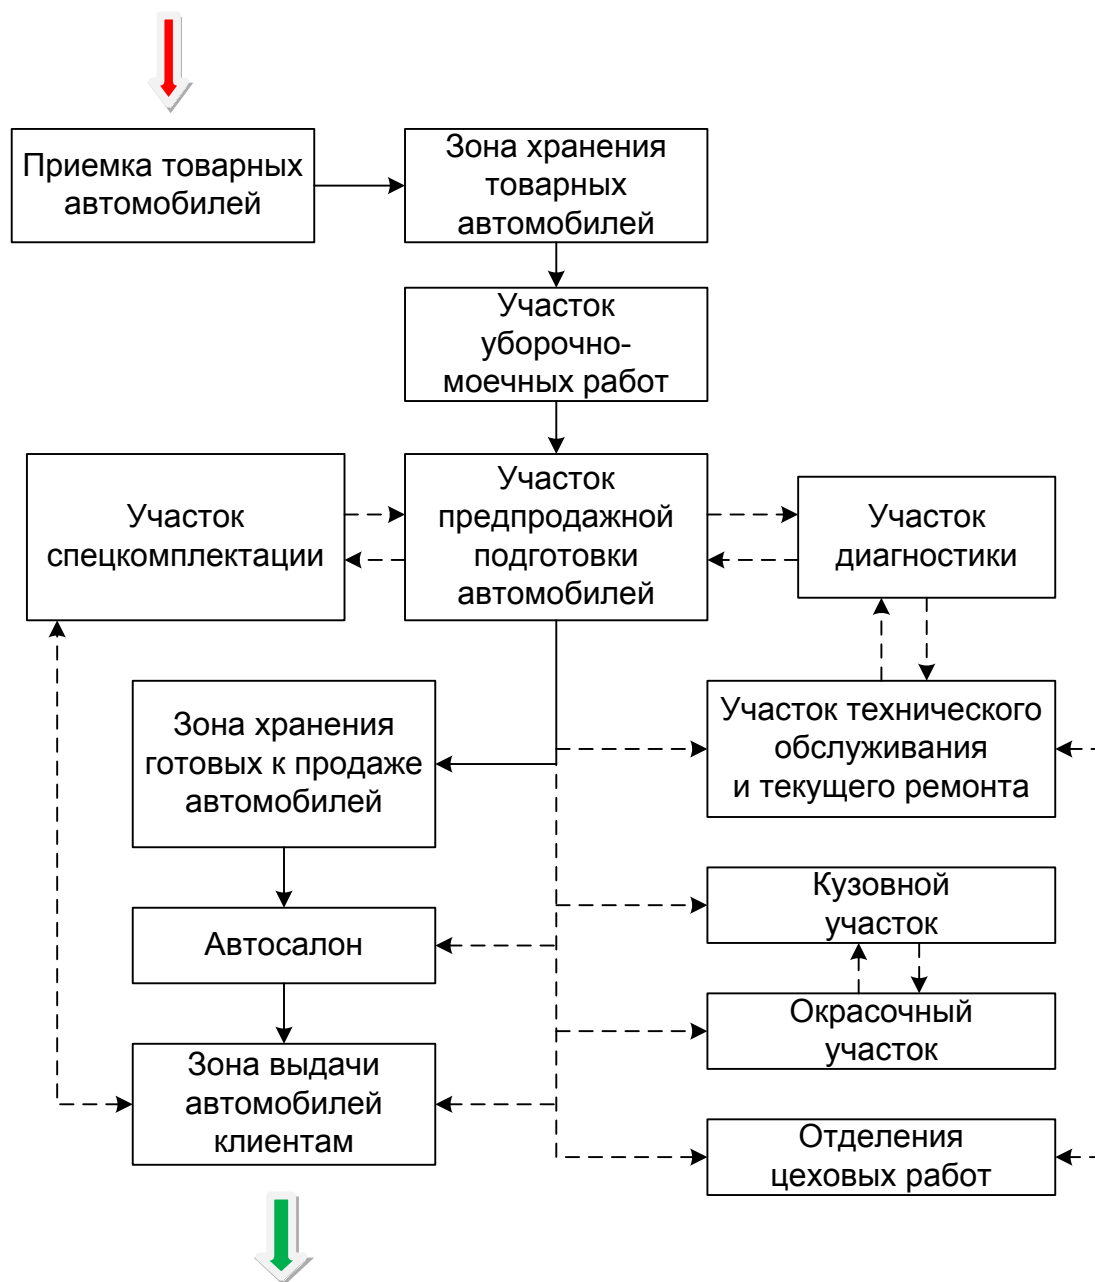 Приемка товарных
автомобилей
Зона хранения
товарных
автомобилей
Участок
уборочно-
моечных работ
Участок
спецкомплектации
Участок
предпродажной
подготовки
автомобилей
Участок
диагностики
Зона хранения
готовых к продаже
автомобилей
Участок технического
обслуживания
и текущего ремонта
Кузовной
участок
Автосалон
Окрасочный
участок
Зона выдачи
автомобилей
клиентам
Отделения
цеховых работ